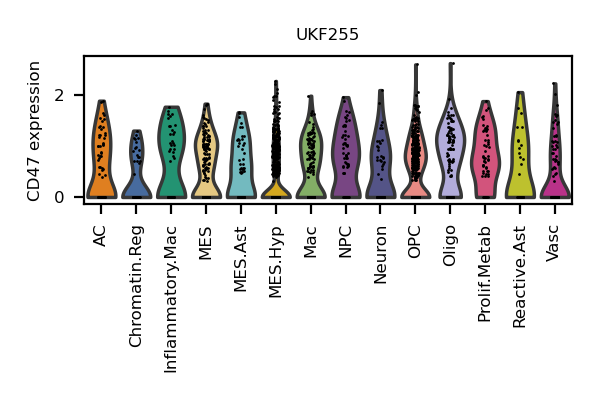 UKF255
CD47 expression
2
0
AC
Chromatin.Reg
Inflammatory.Mac
MES
MES.Ast
MES.Hyp
Mac
NPC
Neuron
OPC
Oligo
Prolif.Metab
Reactive.Ast
Vasc